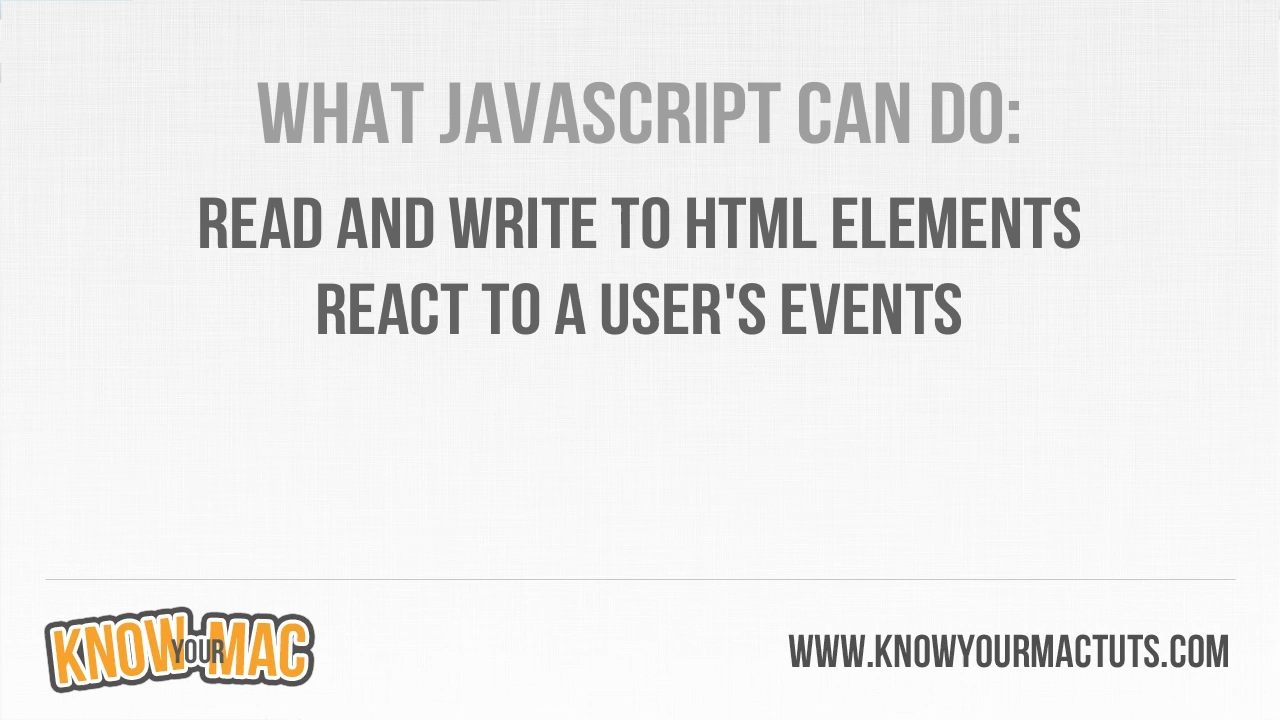 WHAT JAVASCRIPT CAN DO:
READ AND WRITE TO HTML ELEMENTS
REACT TO A USER'S EVENTS
KNOW YOUR MAC
WWW.KNOWYOURMACTUTS.COM